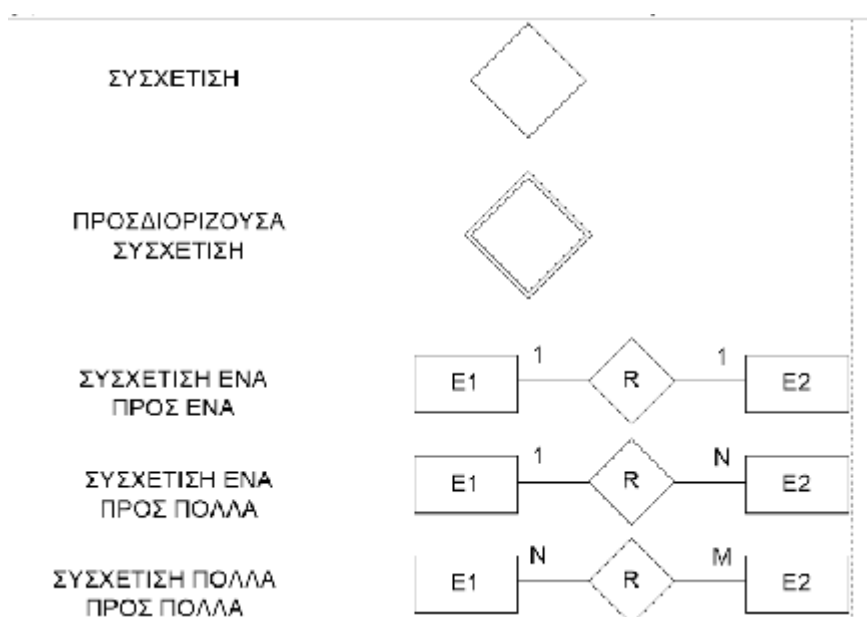 ΣΥΣΧΕΤΙΣΗ
ΠΡΟΣΔΙΟΡΙΖΟΥΣΑ
ΣΥΣΧΕΤΙΣΗ
ΣΥΣΧΕΤΙΣΗ ΕΝΑ
ΠΡΟΣ ΕΝΑ
E1 1 R 1 E2
ΣΥΣΧΕΤΙΣΗ ΕΝΑ
ΠΡΟΣ ΠΟΛΛΑ
E1 1 R N E2
ΣΥΣΧΕΤΙΣΗ ΠΟΛΛΑ
ΠΡΟΣ ΠΟΛΛΑ
E1 N R M E2